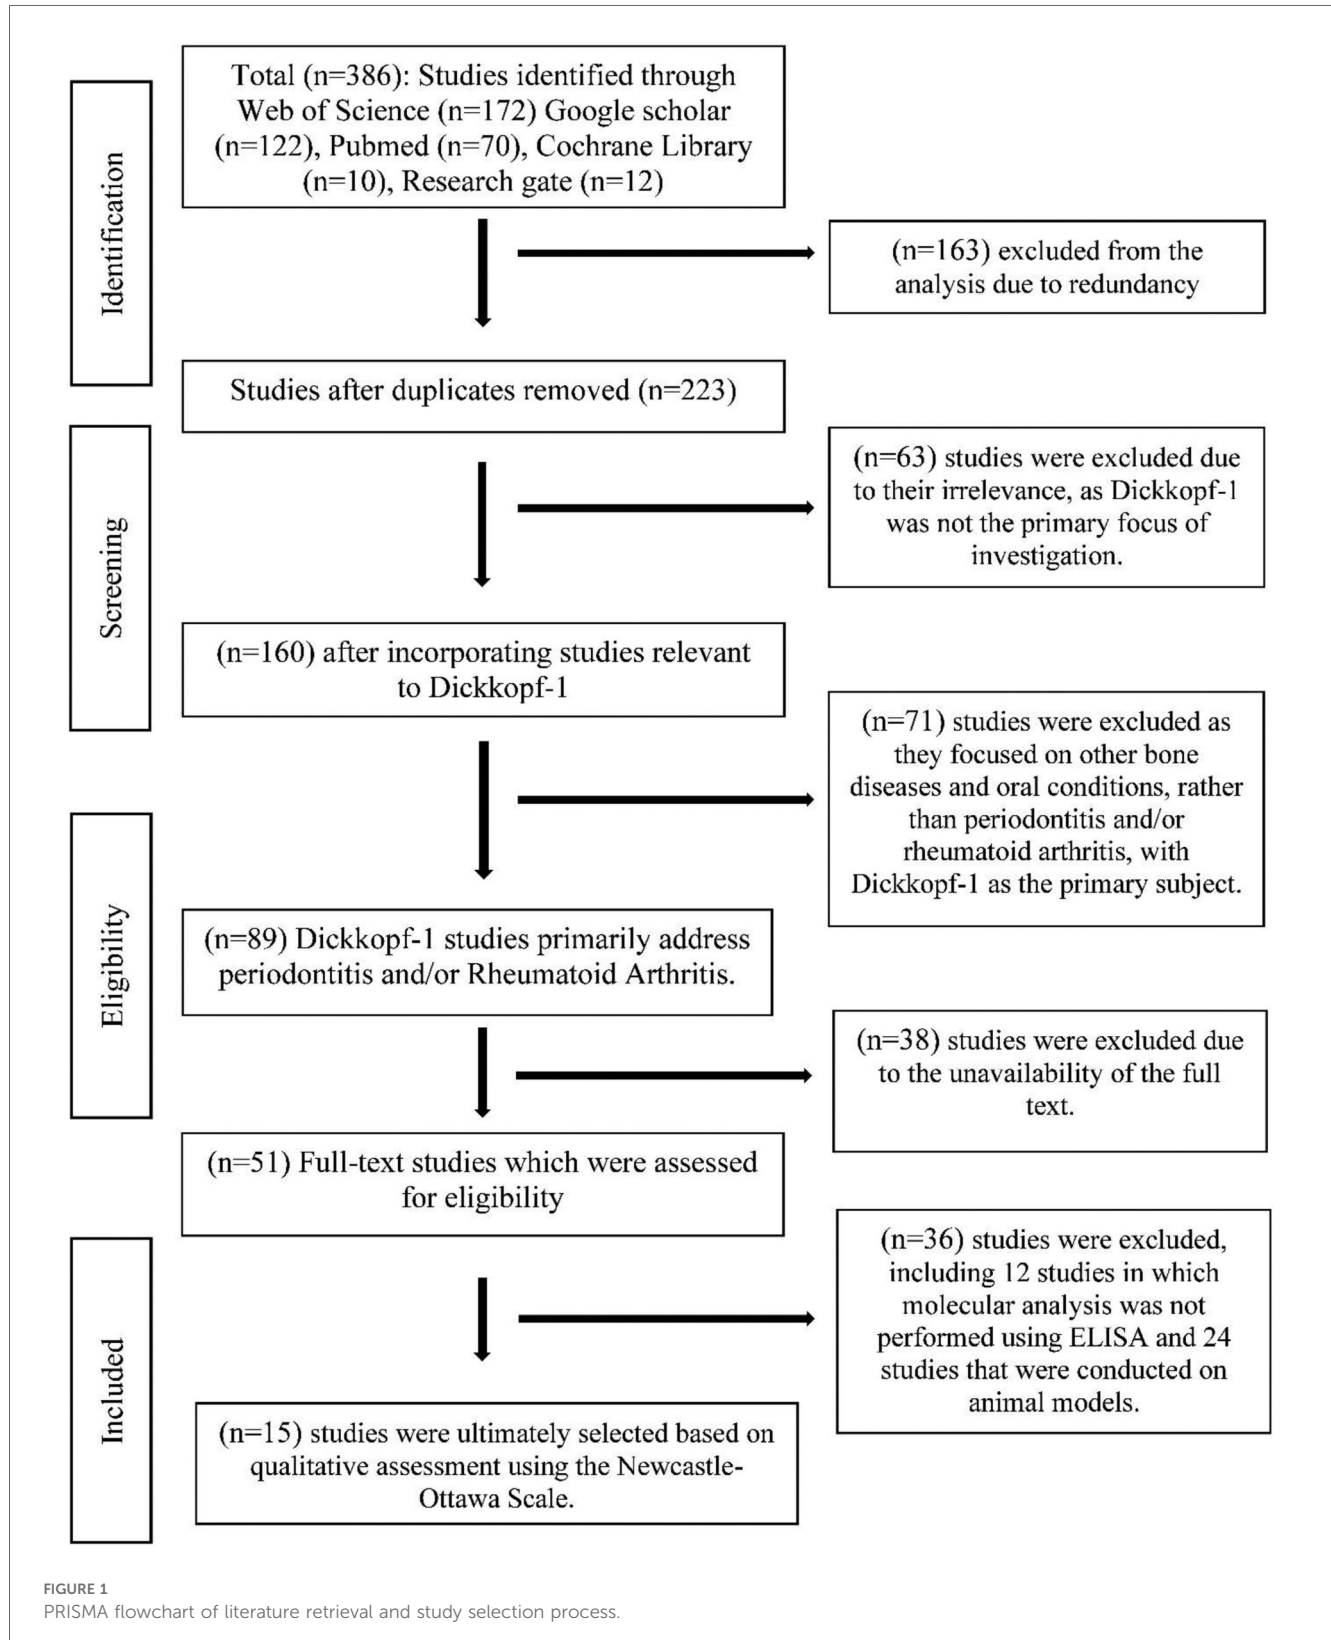 Identification
Total (n=386): Studies identified through
Web of Science (n=172) Google scholar
(n=122), Pubmed (n=70), Cochrane Library
(n=10), Research gate (n=12)
(n=163) excluded from the
analysis due to redundancy
Studies after duplicates removed (n=223)
Screening
(n=63) studies were excluded due
to their irrelevance, as Dickkopf-1
was not the primary focus of
investigation.
(n=160) after incorporating studies relevant
to Dickkopf-1
(n=71) studies were excluded as
they focused on other bone
diseases and oral conditions, rather
than periodontitis and/or
rheumatoid arthritis, with
Dickkopf-1 as the primary subject.
Eligibility
(n=89) Dickkopf-1 studies primarily address
periodontitis and/or Rheumatoid Arthritis.
(n=38) studies were excluded due
to the unavailability of the full
text.
(n=51) Full-text studies which were assessed
for eligibility
Included
(n=36) studies were excluded,
including 12 studies in which
molecular analysis was not
performed using ELISA and 24
studies that were conducted on
animal models.
(n=15) studies were ultimately selected based on
qualitative assessment using the Newcastle-
Ottawa Scale.
FIGURE 1
PRISMA flowchart of literature retrieval and study selection process.